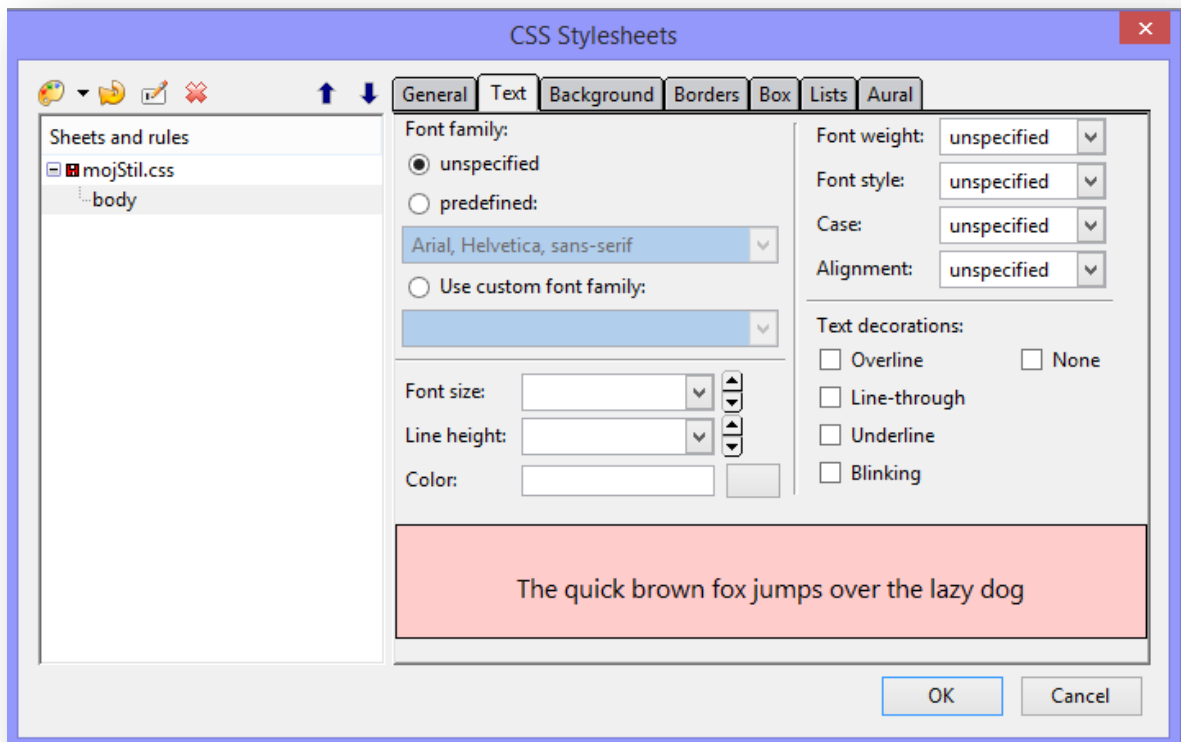 CSS Stylesheets
General Text Background Borders Box Lists Aural
Sheets and rules
mojStil.css
body
Font family:
unspecified
predefined:
Arial, Helvetica, sans-serif
Use custom font family:
Font size:
Line height:
Color:
Font weight: unspecified
Font style: unspecified
Case: unspecified
Alignment: unspecified
Text decorations:
Overline None
Line-through
Underline
Blinking
The quick brown fox jumps over the lazy dog
OK Cancel